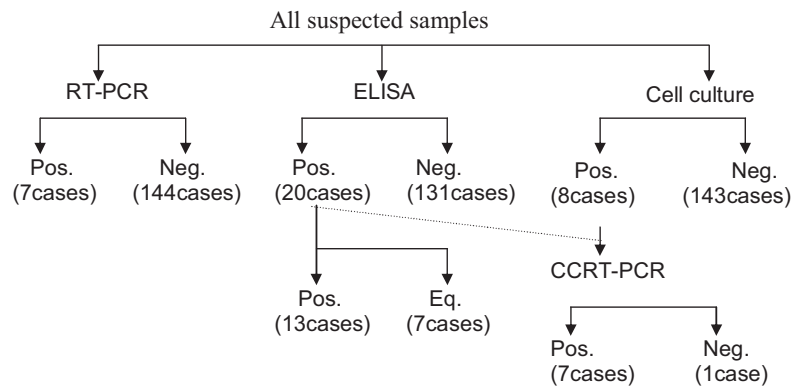 All suspected samples
RT-PCR
ELISA
Cell culture
Pos.
(7cases)
Neg.
(144cases)
Pos.
(20cases)
Neg.
(131cases)
Pos.
(8cases)
Neg.
(143cases)
CCRT-PCR
Pos.
(13cases)
Eq.
(7cases)
Pos.
(7cases)
Neg.
(1case)